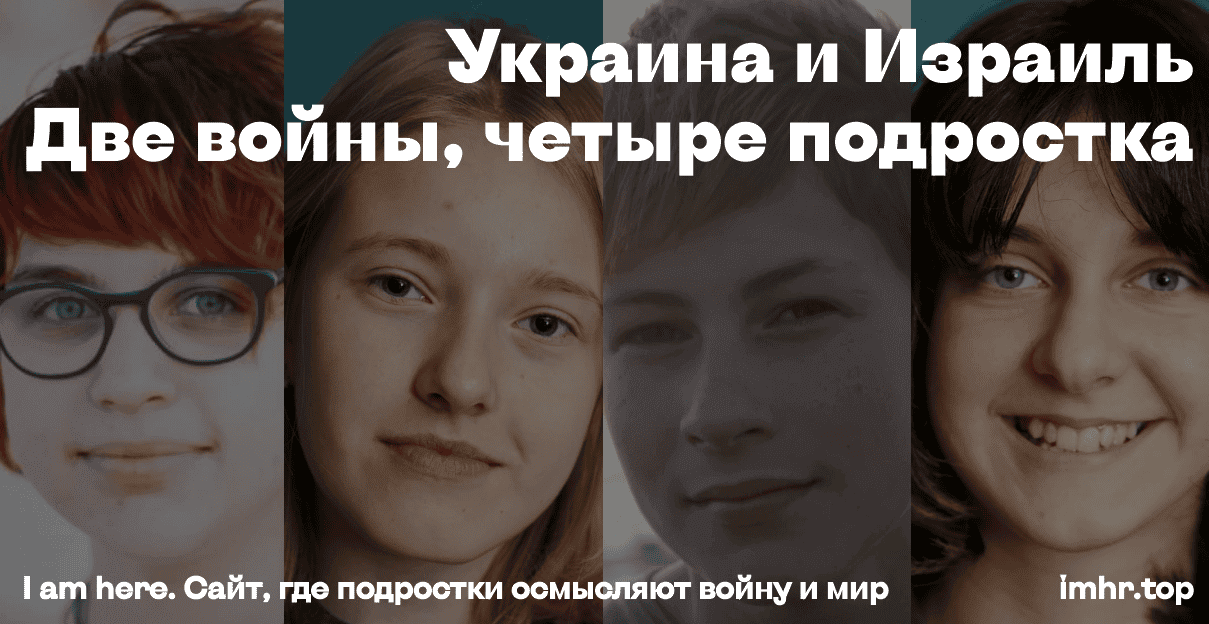 Украина и Израиль
Две войны, четыре подростка
I am here. Сайт, где подростки осмысляют войну и мир
imhr.top